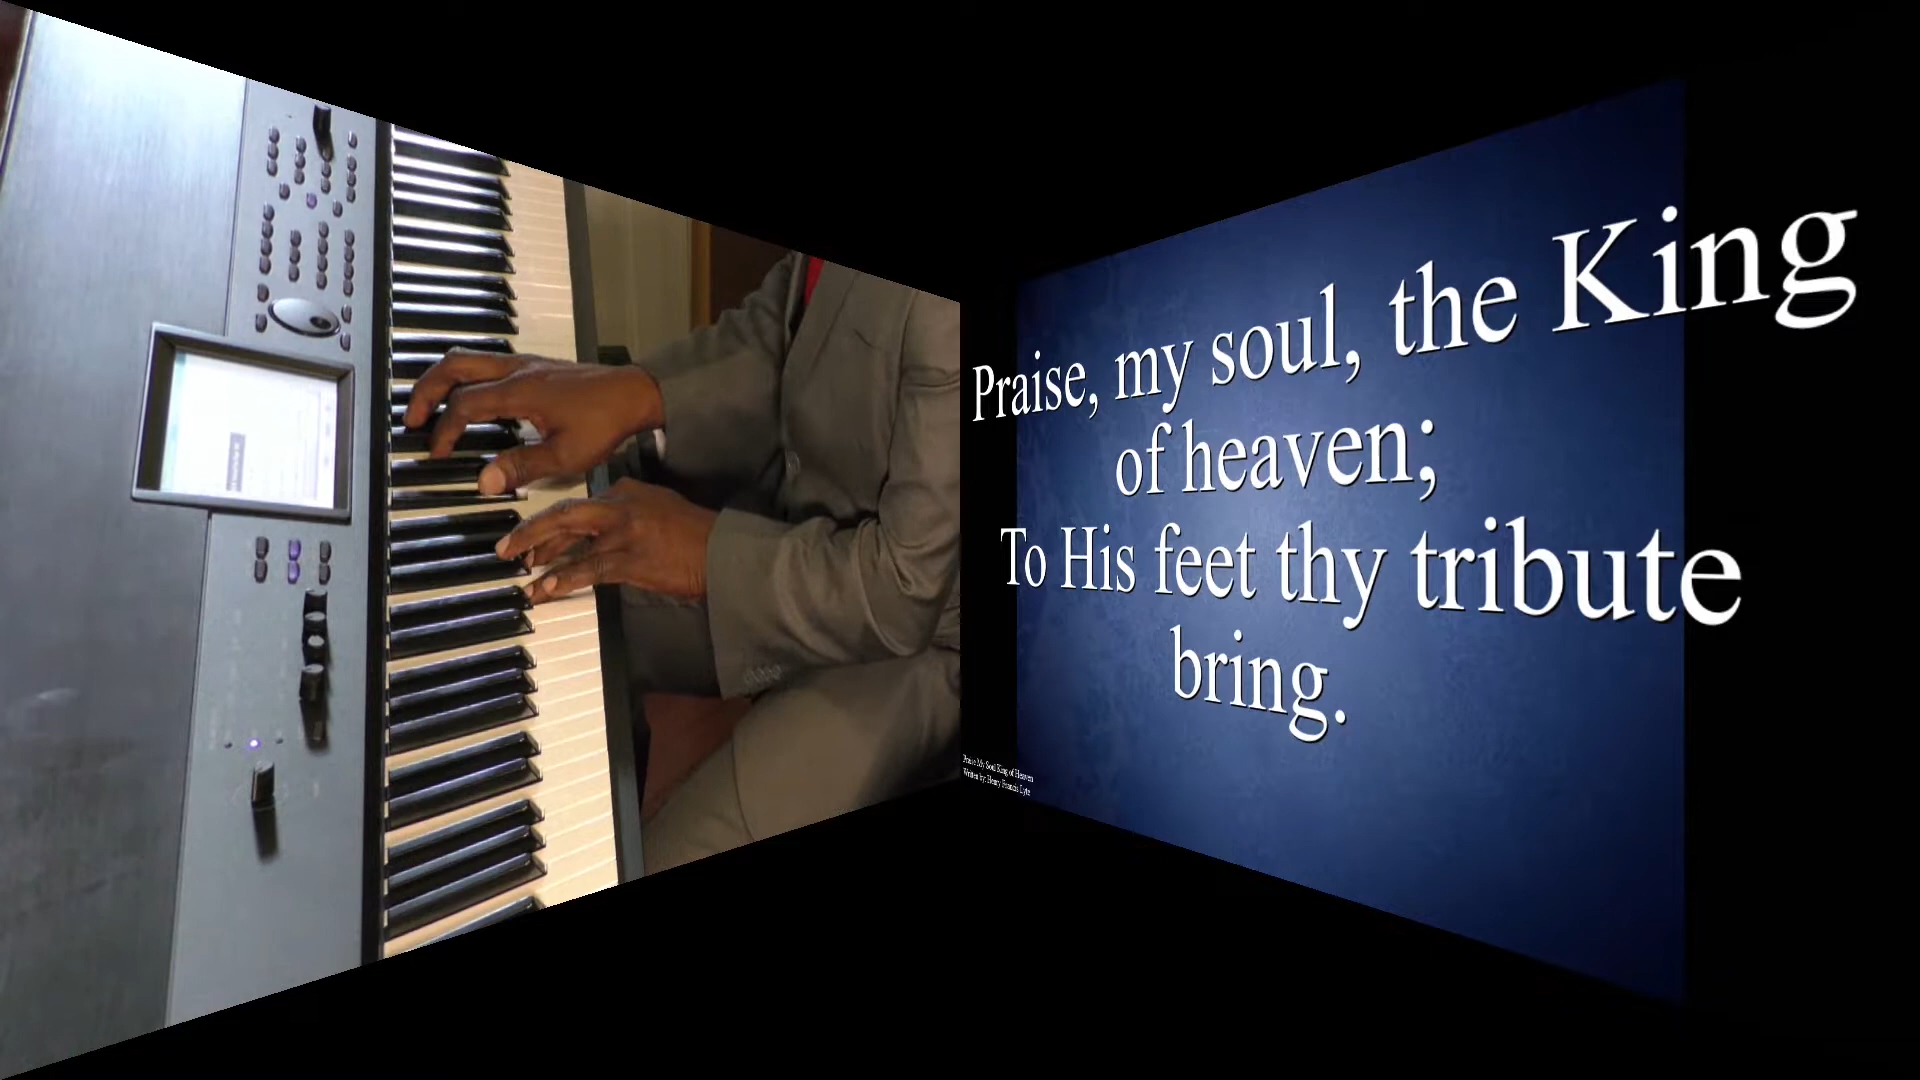 Praise, my soul, the King
of heaven;
To His feet thy tribute
bring.
Praise My Soul King of Heaven
Written by: Henry Francis Lyte